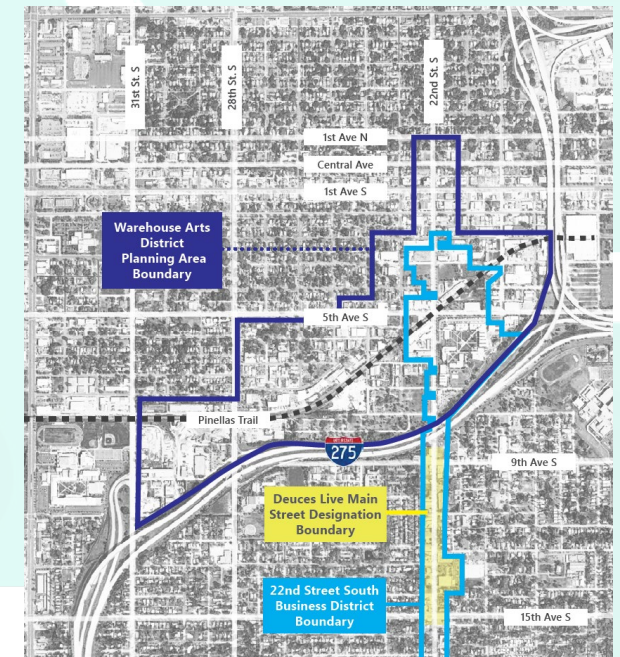 31st St. S
28th St. S
22nd St. S
1st Ave N
Central Ave
1st Ave S
Warehouse Arts
District
Planning Area
Boundary
5th Ave S
Pinellas Trail
INTERSTATE
275
9th Ave S
Deuces Live Main
Street Designation
Boundary
22nd Street South
Business District
Boundary
15th Ave S